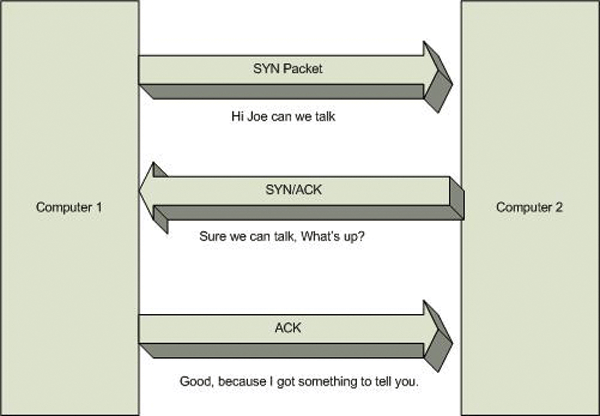 SYN Packet
Hi Joe can we talk
SYN/ACK
Computer 1
Computer 2
Sure we can talk, What's up?
ACK
Good, because I got something to tell you.